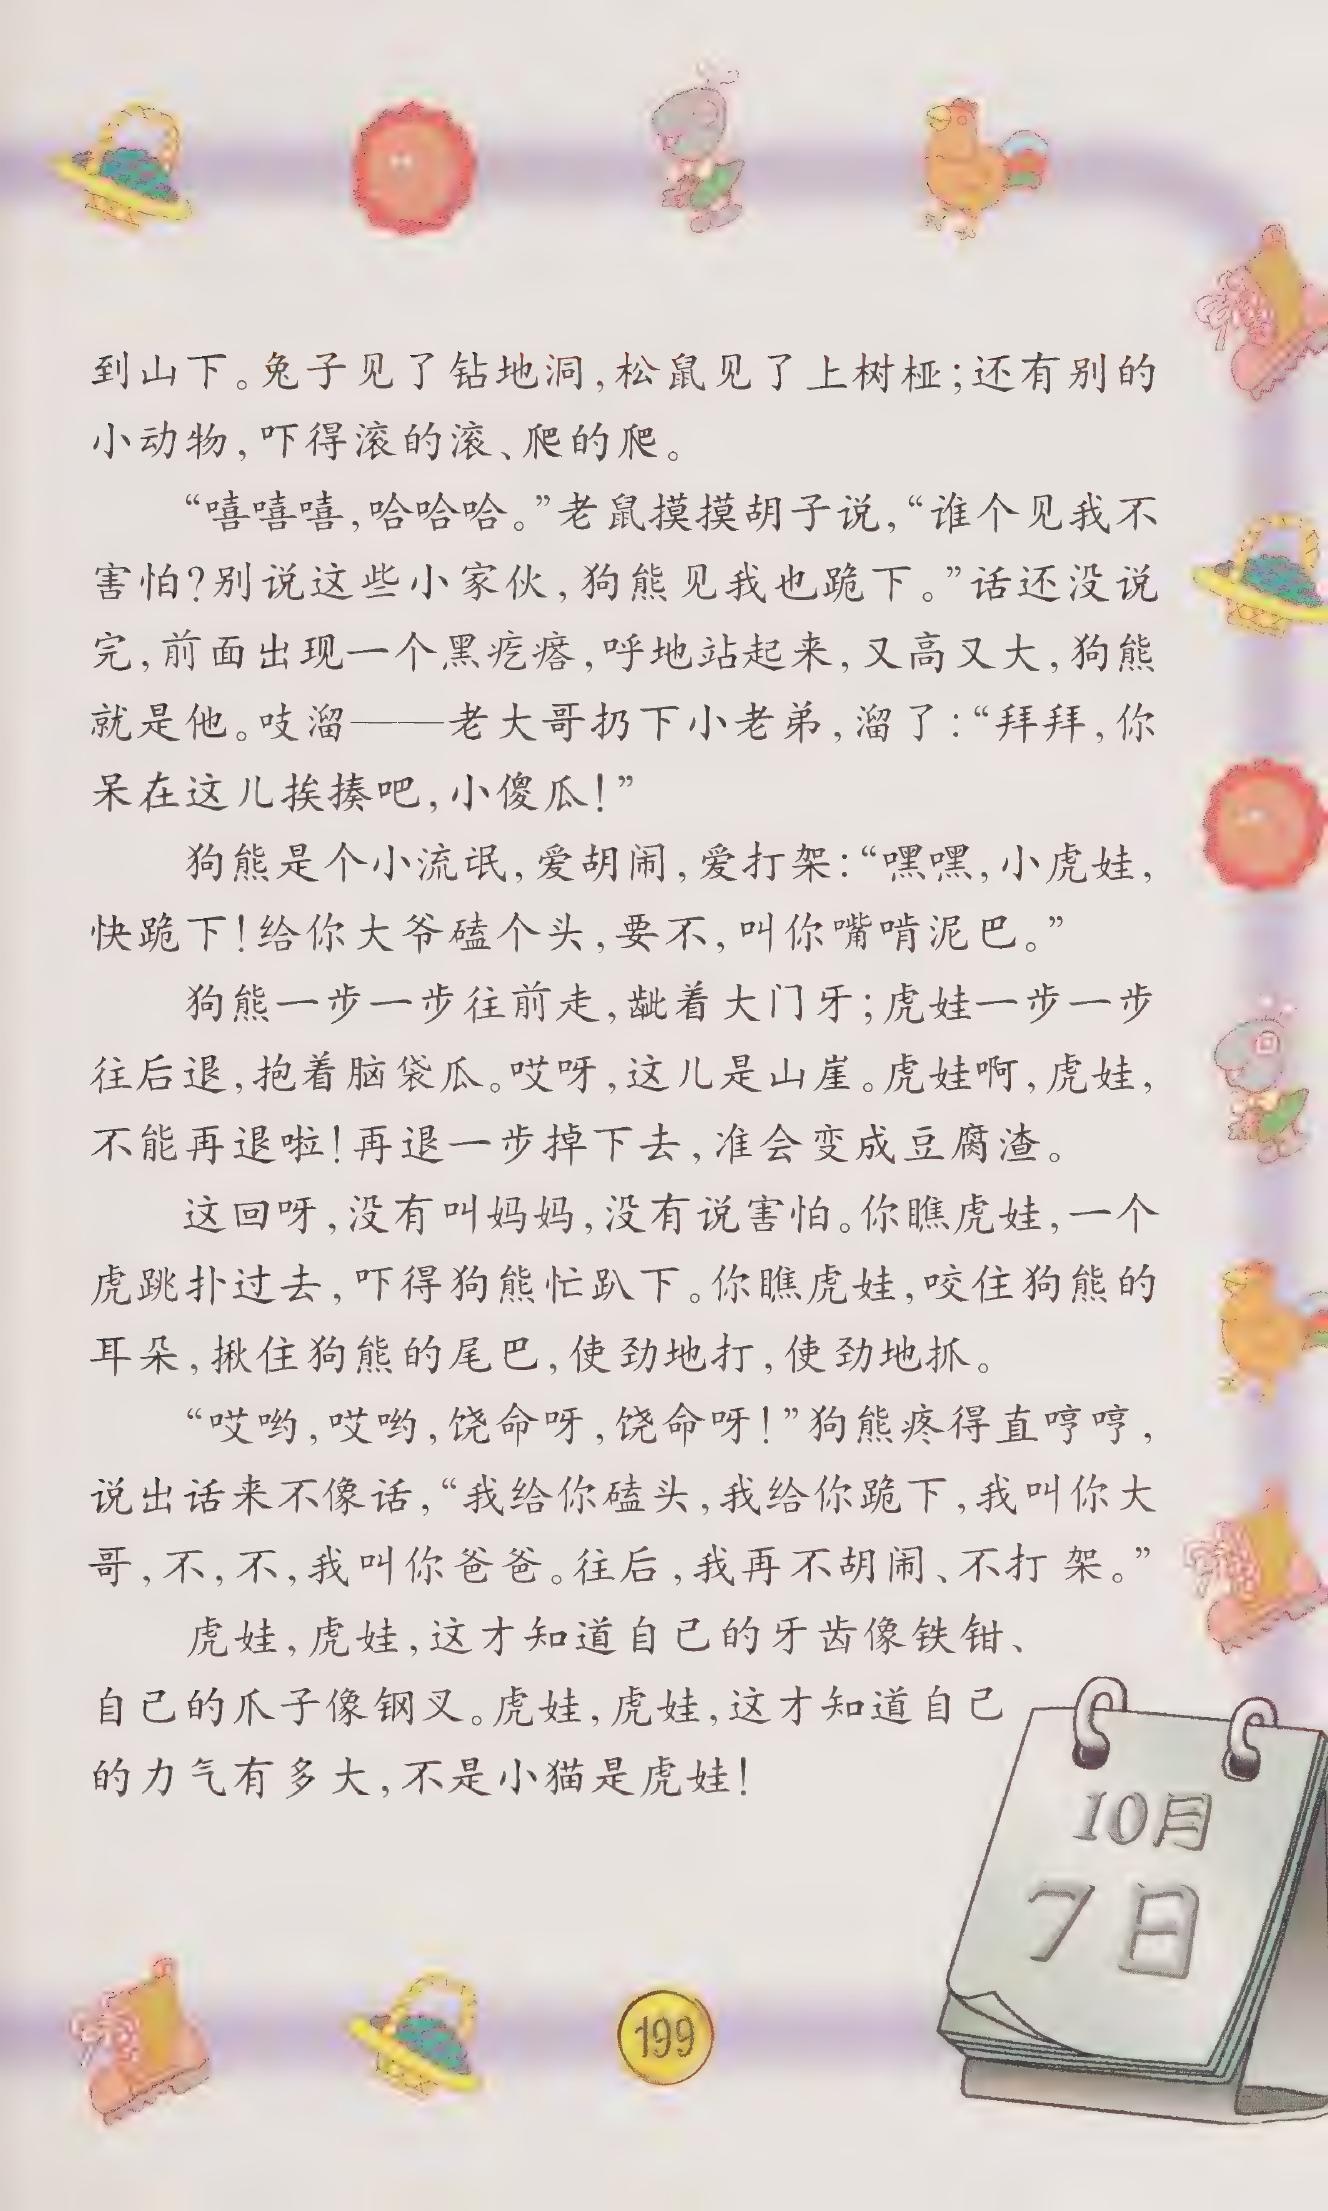 到山下。兔子见了钻地洞,松鼠见了上树桠;还有别的
小动物,吓得滚的滚、爬的爬。
“嘻嘻嘻,哈哈哈。”老鼠摸摸胡子说,“谁个见我不
害怕?别说这些小家伙,狗熊见我也跪下。”话还没说
完,前面出现一个黑疙瘩,呼地站起来,又高又大,狗熊
就是他。吱溜——老大哥扔下小老弟,溜了:“拜拜,你
呆在这儿挨揍吧,小傻瓜!”
狗熊是个小流氓,爱胡闹,爱打架:“嘿嘿,小虎娃,
快跪下!给你大爷磕个头,要不,叫你嘴啃泥巴。”
狗熊一步一步往前走,龇着大门牙;虎娃一步一步
往后退,抱着脑袋瓜。哎呀,这儿是山崖。虎娃啊,虎娃,
不能再退啦!再退一步掉下去,准会变成豆腐渣。
这回呀,没有叫妈妈,没有说害怕。你瞧虎娃,一个
虎跳扑过去,吓得狗熊忙趴下。你瞧虎娃,咬住狗熊的
耳朵,揪住狗熊的尾巴,使劲地打,使劲地抓。
“哎哟,哎哟,饶命呀,饶命呀!”狗熊疼得直哼哼,
说出话来不像话,“我给你磕头,我给你跪下,我叫你大
哥,不,不,我叫你爸爸。往后,我再不胡闹、不打架。”
虎娃,虎娃,这才知道自己的牙齿像铁钳、
自己的爪子像钢叉。虎娃,虎娃,这才知道自己
的力气有多大,不是小猫是虎娃!
10月
7日
199